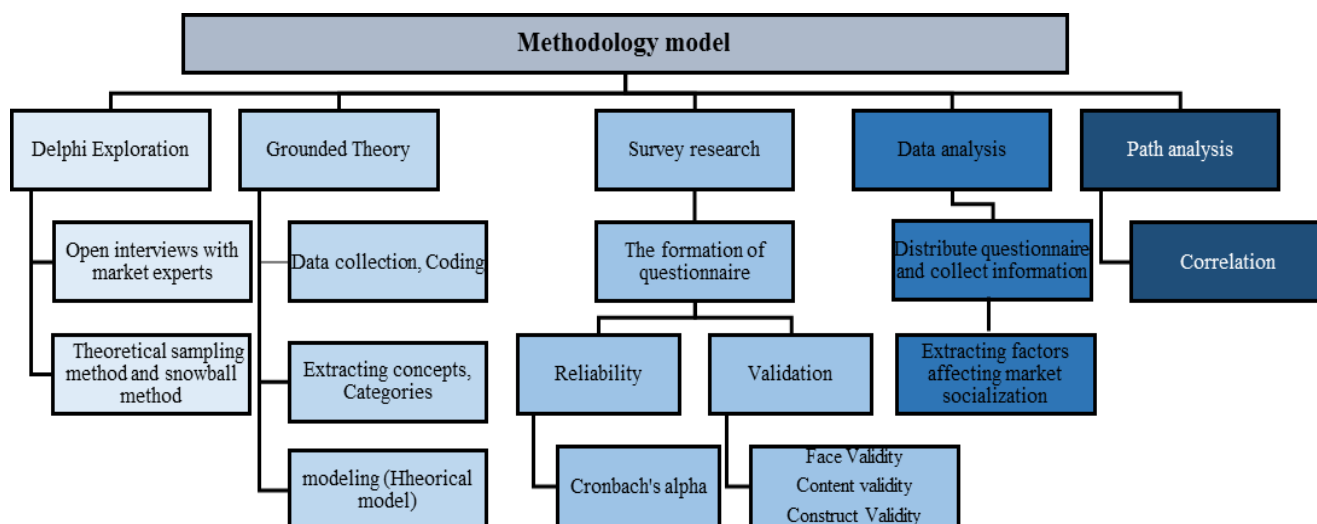 Methodology model
Delphi Exploration
Grounded Theory
Survey research
Data analysis
Path analysis
Open interviews with
market experts
Data collection, Coding
The formation of
questionnaire
Distribute questionnaire
and collect information
Correlation
Theoretical sampling
method and snowball
method
Extracting concepts,
Categories
Reliability
Validation
Extracting factors
affecting market
socialization
modeling (Hheorical
model)
Cronbach's alpha
Face Validity
Content validity
Construct Validity